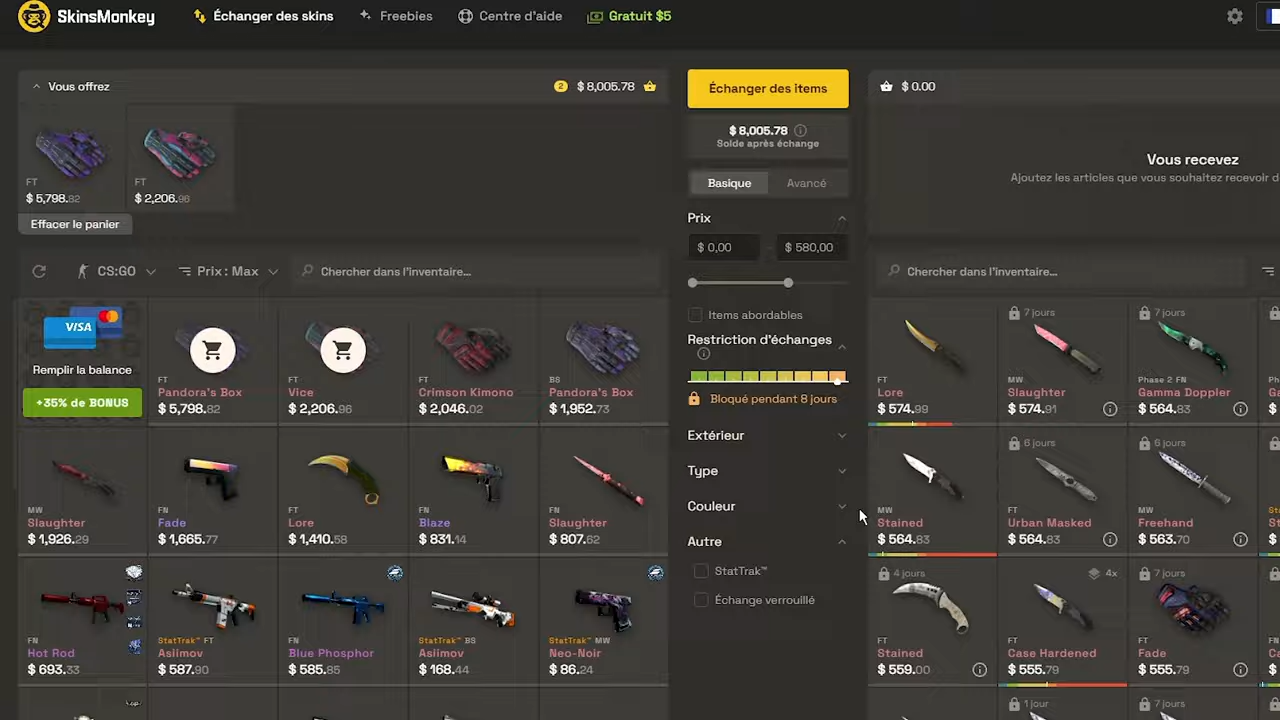 SkinsMonkey
Échanger des skins
Freebies
Centre d'aide
Gratuit $5
Vous offrez
2
$ 8,005.78
FT
$ 5,798.82
FT
$ 2,206.96
Effacer le panier
Échanger des items
$ 8,005.78
Solde après échange
Basique
Avancé
Prix
$ 0,00
-
$ 580,00
Items abordables
Restriction d'échanges
Bloqué pendant 8 jours
Extérieur
Type
Couleur
Autre
StatTrak™
Échange verrouillé
$ 0.00
Vous recevez
Ajoutez les articles que vous souhaitez recevoir d
CS:GO
Prix : Max
Chercher dans l'inventaire...
VISA
Remplir la balance
+35% de BONUS
FT
Pandora's Box
$ 5,798.82
FT
Vice
$ 2,206.96
FT
Crimson Kimono
$ 2,046.02
BS
Pandora's Box
$ 1,952.73
MW
Slaughter
$ 1,926.29
FN
Fade
$ 1,665.77
FT
Lore
$ 1,410.58
FN
Blaze
$ 831.14
FN
Slaughter
$ 807.62
FN
Hot Rod
$ 693.33
StatTrak™ FT
Asiimov
$ 587.90
FN
Blue Phosphor
$ 585.85
StatTrak™ BS
Asiimov
$ 168.44
StatTrak™ MW
Neo-Noir
$ 86.24
Chercher dans l'inventaire...
FT
Lore
$ 574.99
7 jours
MW
Slaughter
$ 574.91
7 jours
Phase 2 FN
Gamma Doppler
$ 564.83
MW
Stained
$ 564.83
6 jours
MW
Urban Masked
$ 564.83
6 jours
MW
Freehand
$ 563.70
4 jours
FT
Stained
$ 559.00
4x
FT
Case Hardened
$ 555.79
7 jours
FT
Fade
$ 555.79
1 jour
7 jours